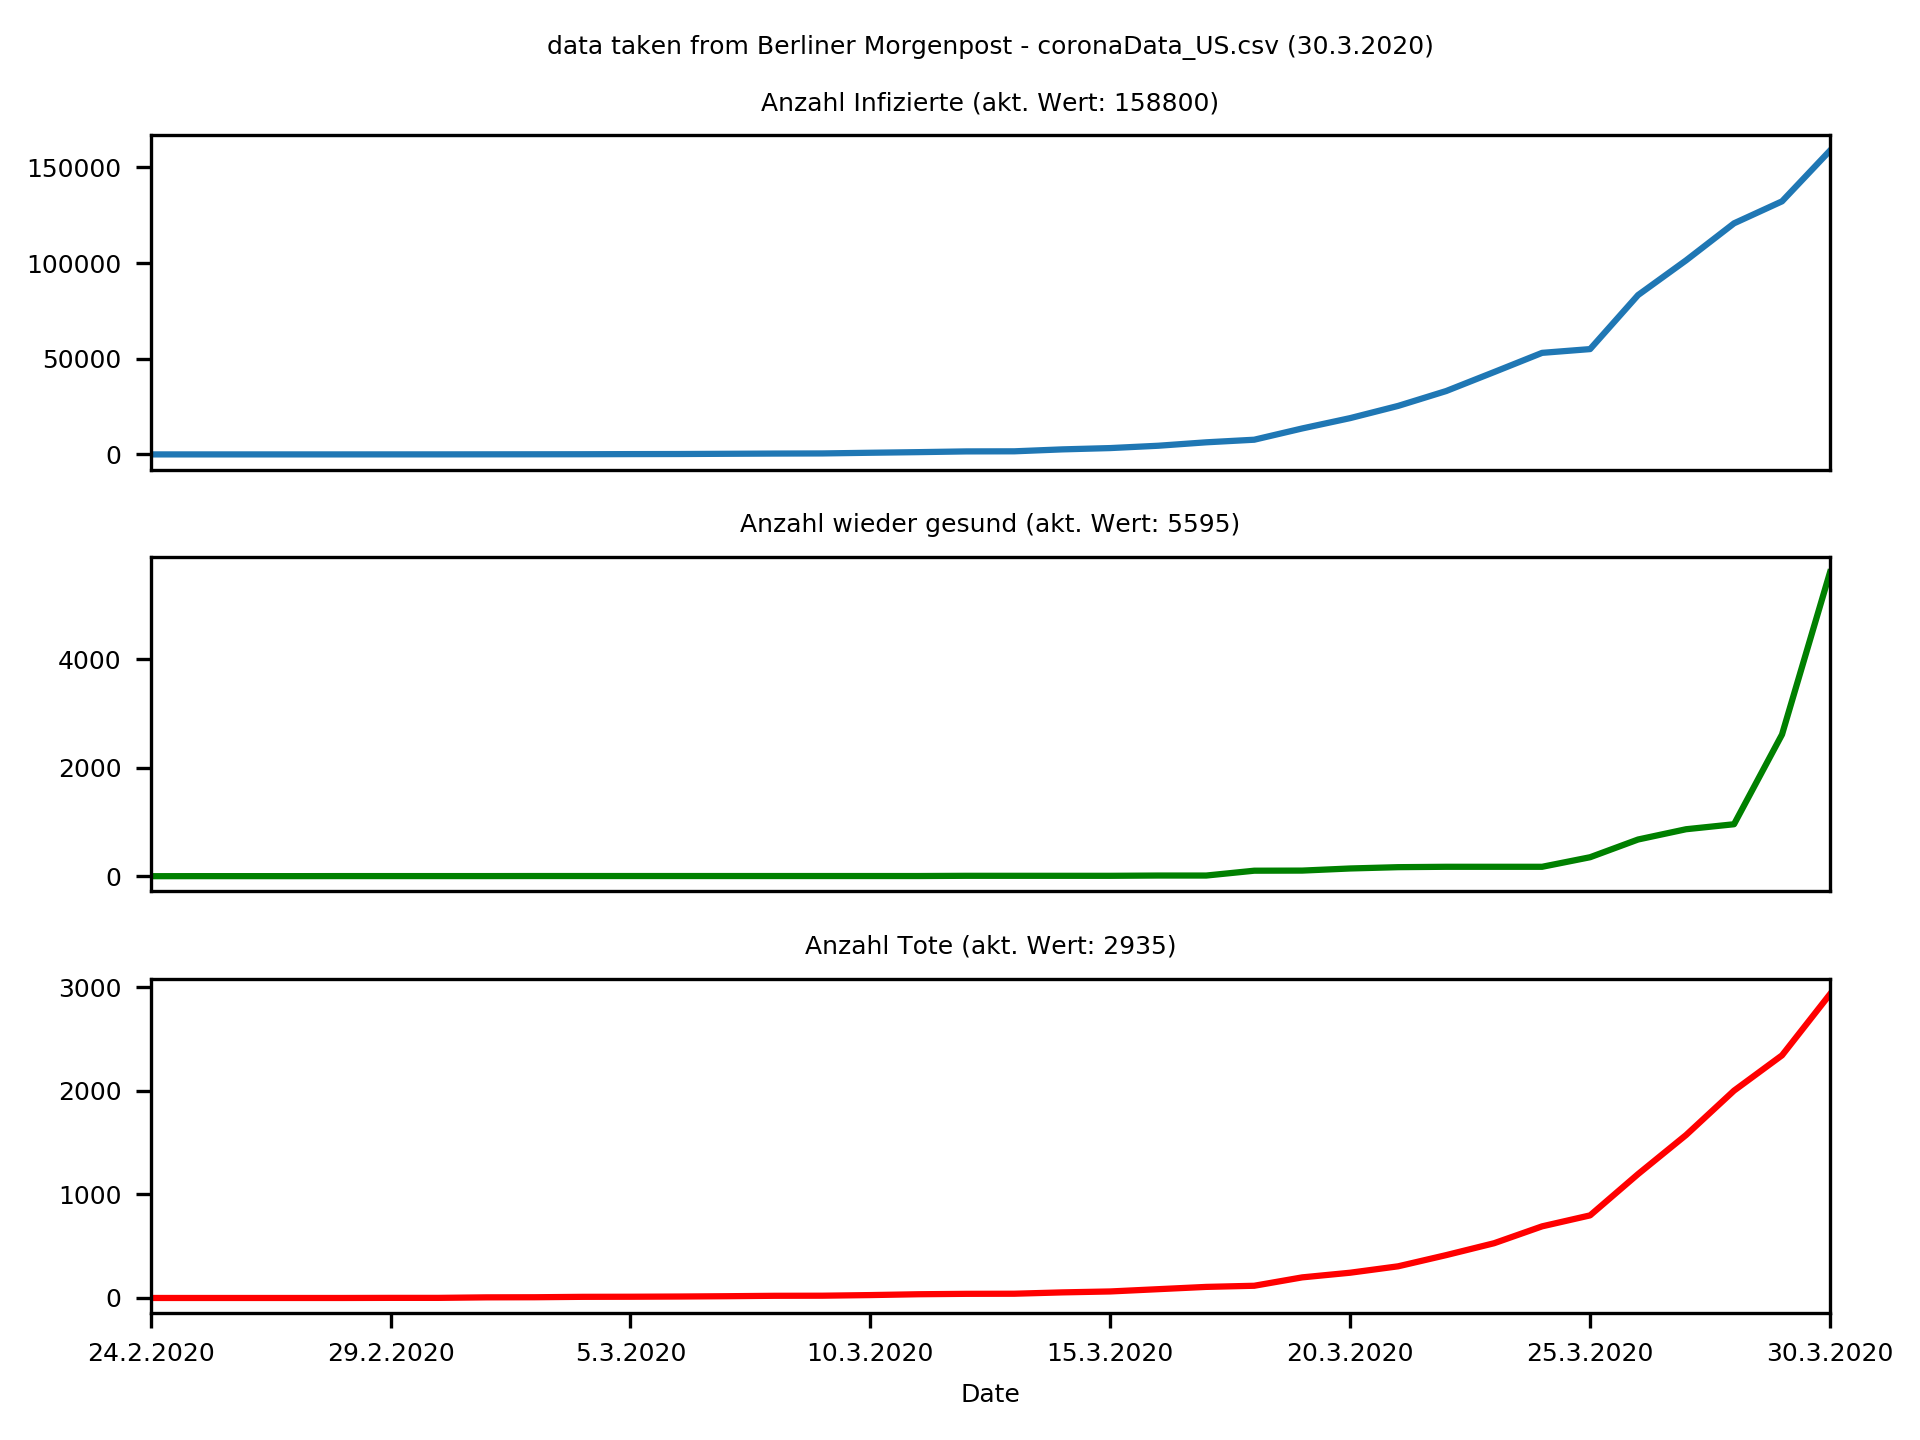 data taken from Berliner Morgenpost - coronaData_US.csv (30.3.2020)
Anzahl Infizierte (akt. Wert: 158800)
150000
100000
50000
0
Anzahl wieder gesund (akt. Wert: 5595)
4000
2000
0
Anzahl Tote (akt. Wert: 2935)
3000
2000
1000
0
24.2.2020 29.2.2020 5.3.2020 10.3.2020 15.3.2020 20.3.2020 25.3.2020 30.3.2020
Date